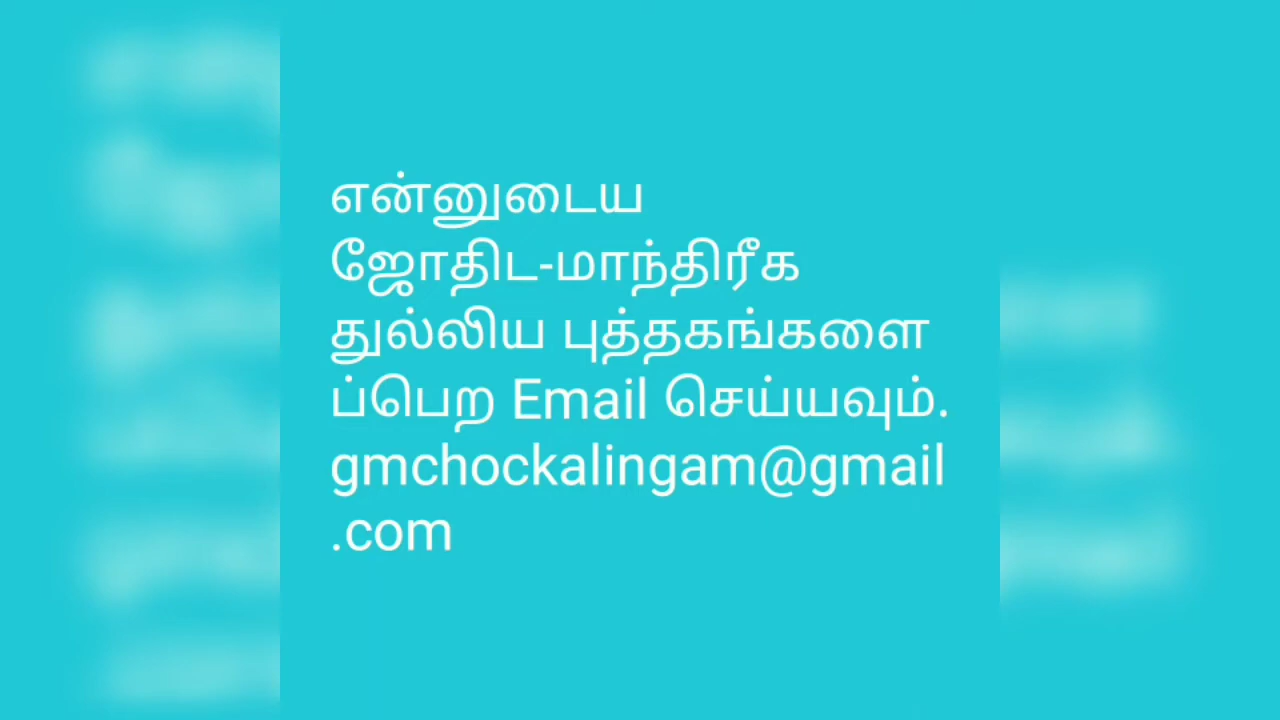 என்னுடைய
ஜோதிட-மாந்திரீக
துல்லிய புத்தகங்களை
ப்பெற Email செய்யவும்.
gmchockalingam@gmail
.com